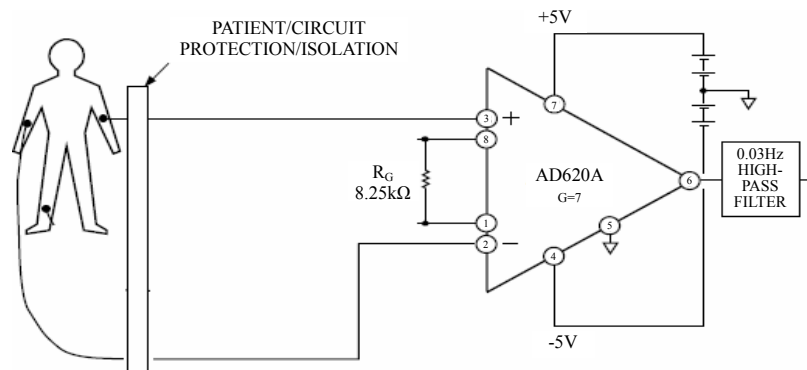 PATIENT/CIRCUIT
PROTECTION/ISOLATION
+5V
3
+
7
8
R_G
8.25kΩ
AD620A
G=7
6
0.03Hz
HIGH-
PASS
FILTER
1
5
2
−
4
-5V